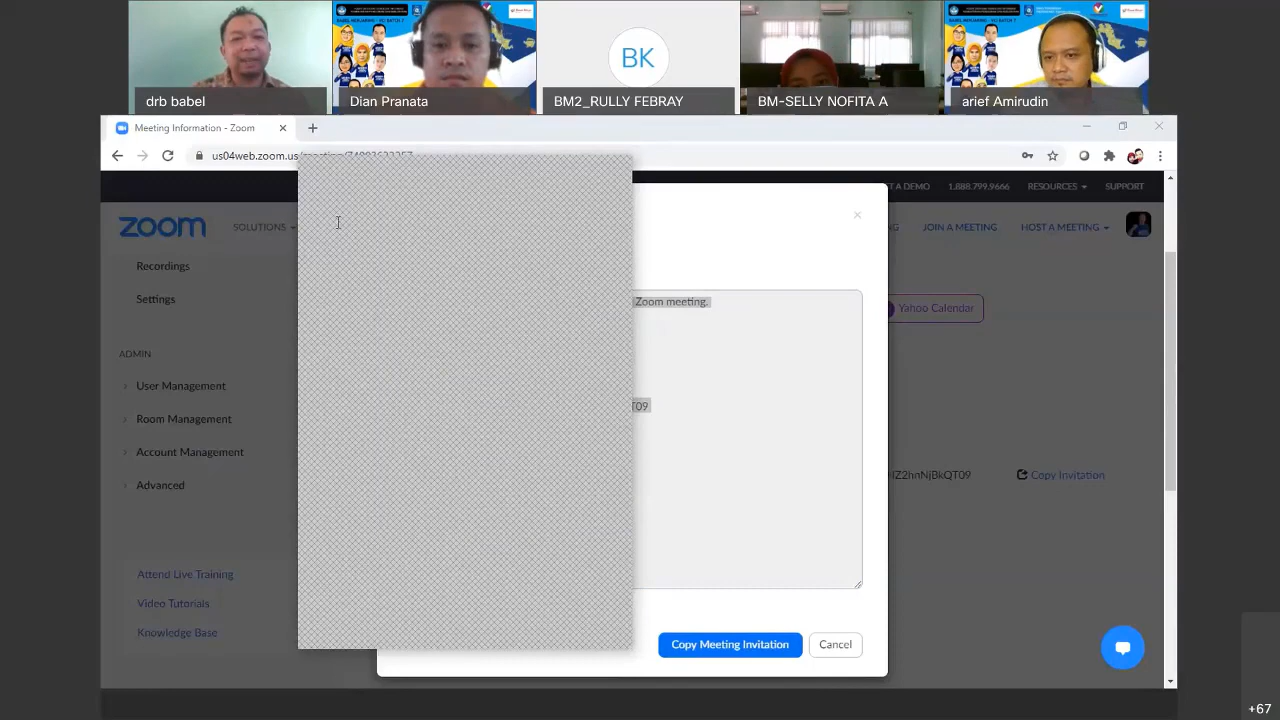 BK
drb babel
Dian Pranata
BM2_RULLY FEBRAY
BM-SELLY NOFITA A
arief Amirudin
Meeting Information - Zoom
us04web.zoom.us
T A DEMO 1.888.799.9666 RESOURCES SUPPORT
zoom SOLUTIONS NG JOIN A MEETING HOST A MEETING
Recordings
Settings
Zoom meeting.
Yahoo Calendar
ADMIN
User Management
T09
Room Management
Account Management
IZ2hnNjBkQT09 Copy Invitation
Advanced
Attend Live Training
Video Tutorials
Knowledge Base
Copy Meeting Invitation Cancel
+67